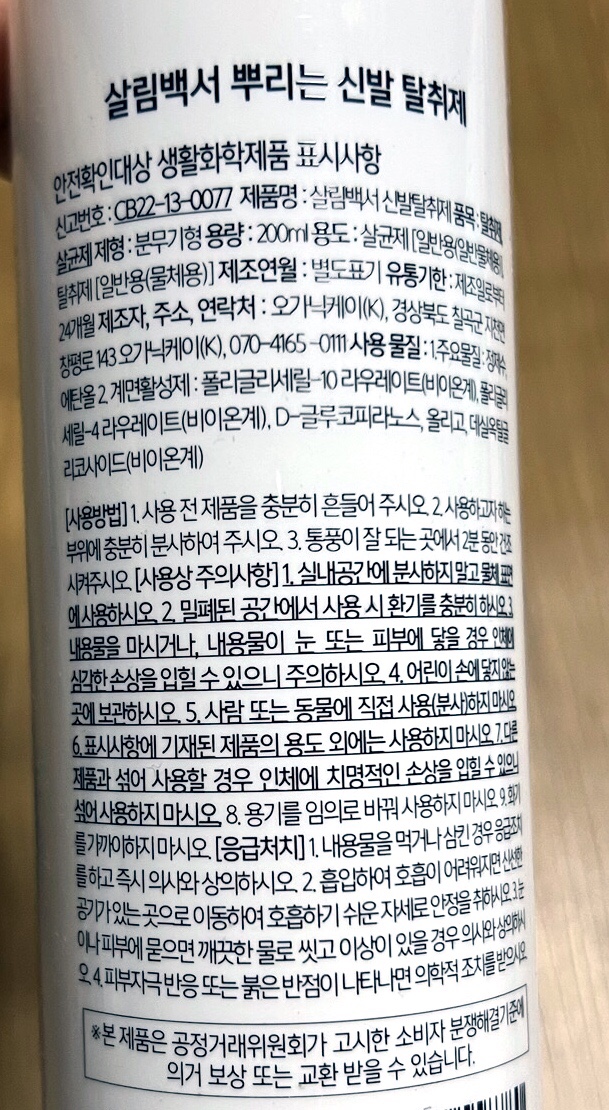 살림백서 뿌리는 신발 탈취제
안전확인대상 생활화학제품 표시사항
신고번호 : CB22-13-0077 제품명 : 살림백서 신발탈취제 품목 : 탈취제,
살균제 제형 : 분무기형 용량 : 200ml 용도 : 살균제 [일반용(일반물체용)]
탈취제 [일반용(물체용)] 제조연월 : 별도표기 유통기한 : 제조일로부터
24개월 제조자, 주소, 연락처 : 오가닉케이(K), 경상북도 칠곡군 지천면
창평로 143 오가닉케이(K), 070-4165-0111 사용 물질 : 1.주요물질 : 정제수,
에탄올 2. 계면활성제 : 폴리글리세릴-10 라우레이트(비이온계), 폴리글리
세릴-4 라우레이트(비이온계), D-글루코피라노스, 올리고, 데실옥틸글
리코사이드(비이온계)
[사용방법] 1. 사용 전 제품을 충분히 흔들어 주시오. 2. 사용하고자 하는
부위에 충분히 분사하여 주시오. 3. 통풍이 잘 되는 곳에서 2분 동안 건조
시켜주시오. [사용상 주의사항] 1. 실내공간에 분사하지 말고 물체 표면
에 사용하시오. 2. 밀폐된 공간에서 사용 시 환기를 충분히 하시오. 3.
내용물을 마시거나, 내용물이 눈 또는 피부에 닿을 경우 인체에
심각한 손상을 입힐 수 있으니 주의하시오. 4. 어린이 손에 닿지 않는
곳에 보관하시오. 5. 사람 또는 동물에 직접 사용(분사)하지 마시오.
6. 표시사항에 기재된 제품의 용도 외에는 사용하지 마시오. 7. 다른
제품과 섞어 사용할 경우 인체에 치명적인 손상을 입힐 수 있으니
섞어 사용하지 마시오. 8. 용기를 임의로 바꿔 사용하지 마시오. 9. 화기
를 가까이하지 마시오. [응급처치] 1. 내용물을 먹거나 삼킨 경우 응급조치
를 하고 즉시 의사와 상의하시오. 2. 흡입하여 호흡이 어려워지면 신선한
공기가 있는 곳으로 이동하여 호흡하기 쉬운 자세로 안정을 취하시오. 3. 눈
이나 피부에 묻으면 깨끗한 물로 씻고 이상이 있을 경우 의사와 상의하시
오. 4. 피부자극 반응 또는 붉은 반점이 나타나면 의학적 조치를 받으시오.
※본 제품은 공정거래위원회가 고시한 소비자 분쟁해결기준에
의거 보상 또는 교환 받을 수 있습니다.